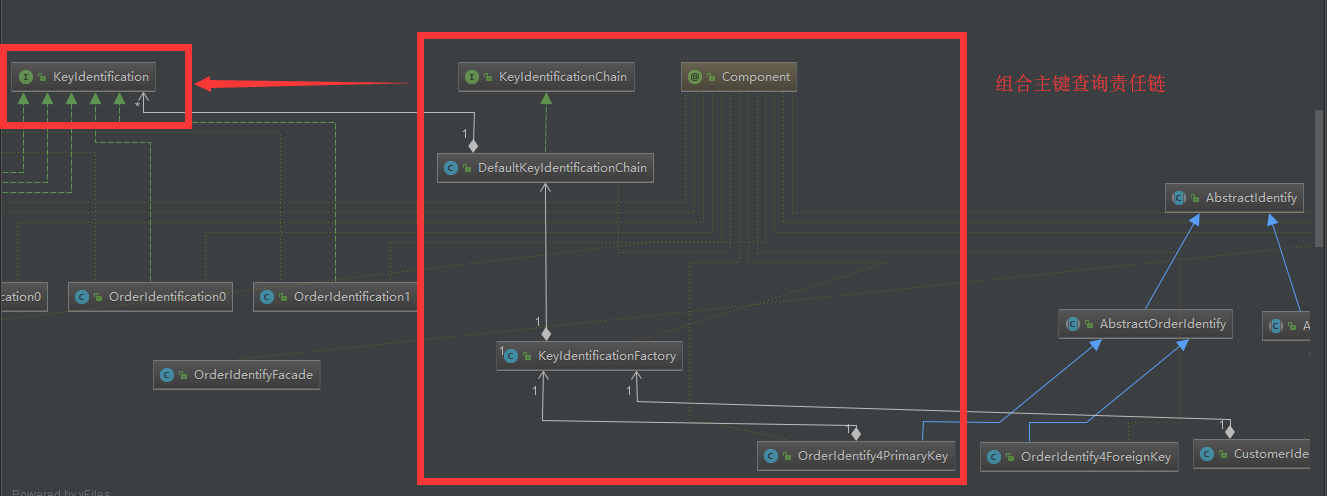 KeyIdentification
KeyIdentificationChain
Component
组合主键查询责任链
*
1
DefaultKeyIdentificationChain
AbstractIdentify
cation0
OrderIdentification0
OrderIdentification1
AbstractOrderIdentify
A
1
1
KeyIdentificationFactory
OrderIdentifyFacade
1
1
1
1
OrderIdentify4PrimaryKey
OrderIdentify4ForeignKey
CustomerIde
Powered by yFiles